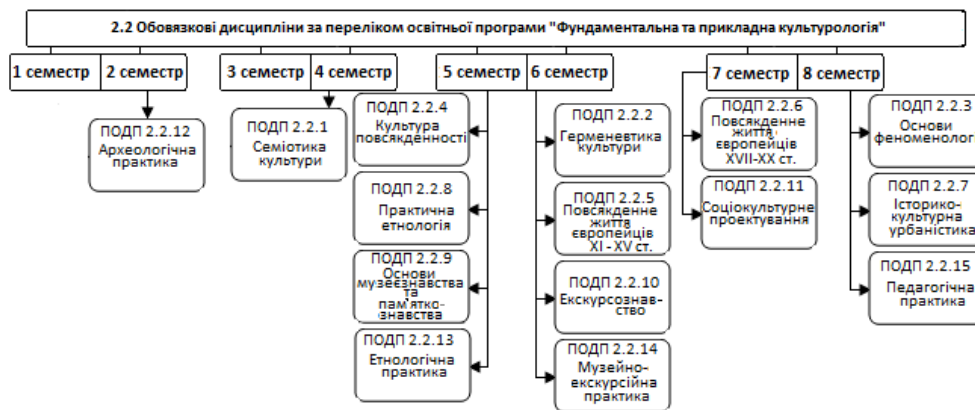 2.2 Обовязкові дисципліни за переліком освітньої програми "Фундаментальна та прикладна культурологія"
1 семестр
2 семестр
3 семестр
4 семестр
5 семестр
6 семестр
7 семестр
8 семестр
ПОДП 2.2.12
Археологічна
практика
ПОДП 2.2.1
Семіотика
культури
ПОДП 2.2.4
Культура
повсякденності
ПОДП 2.2.8
Практична
етнологія
ПОДП 2.2.9
Основи
музеєзнавства
та
пам'ятко-
знавства
ПОДП 2.2.13
Етнологічна
практика
ПОДП 2.2.2
Герменевтика
культури
ПОДП 2.2.5
Повсякденне
життя
європейців
XI - XV ст.
ПОДП 2.2.10
Екскурсознав-
ство
ПОДП 2.2.14
Музейно-
екскурсійна
практика
ПОДП 2.2.6
Повсякденне
життя
європейців
XVII-XX ст.
ПОДП 2.2.11
Соціокультурне
проектування
ПОДП 2.2.3
Основи
феноменології
ПОДП 2.2.7
Історико-
культурна
урбаністика
ПОДП 2.2.15
Педагогічна
практика